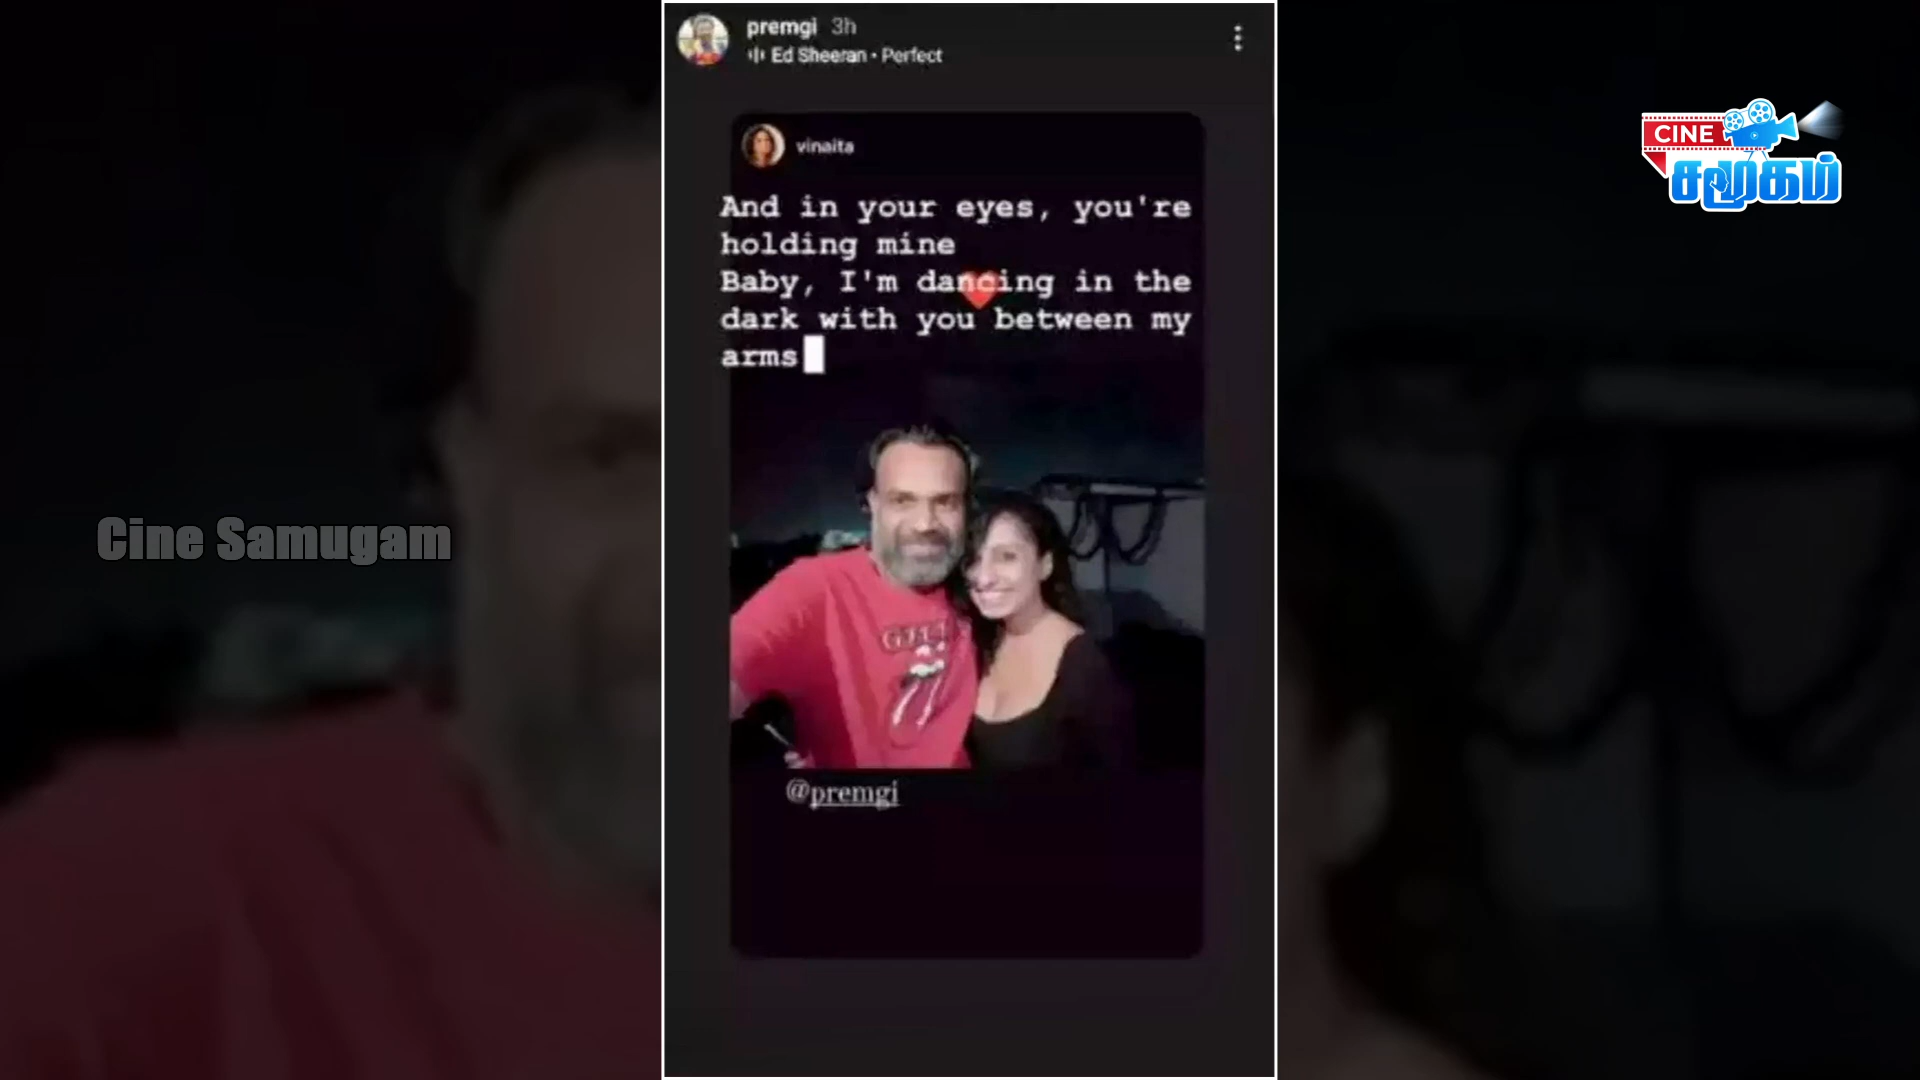 premgi 3h
Ed Sheeran • Perfect
vinaita
And in your eyes, you're
holding mine
Baby, I'm dancing in the
dark with you between my
arms
@premgi
CINE
சமூகம்
Cine Samugam